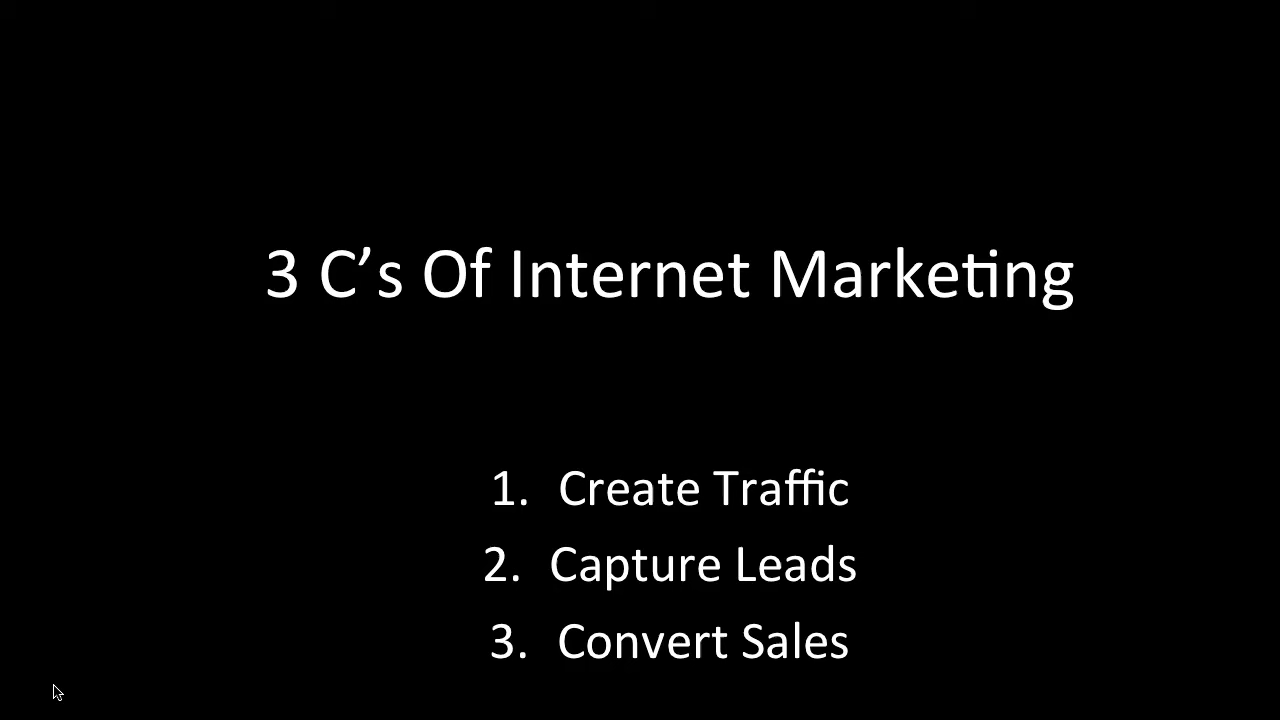 3 C’s Of Internet Marketing
1. Create Traffic
2. Capture Leads
3. Convert Sales